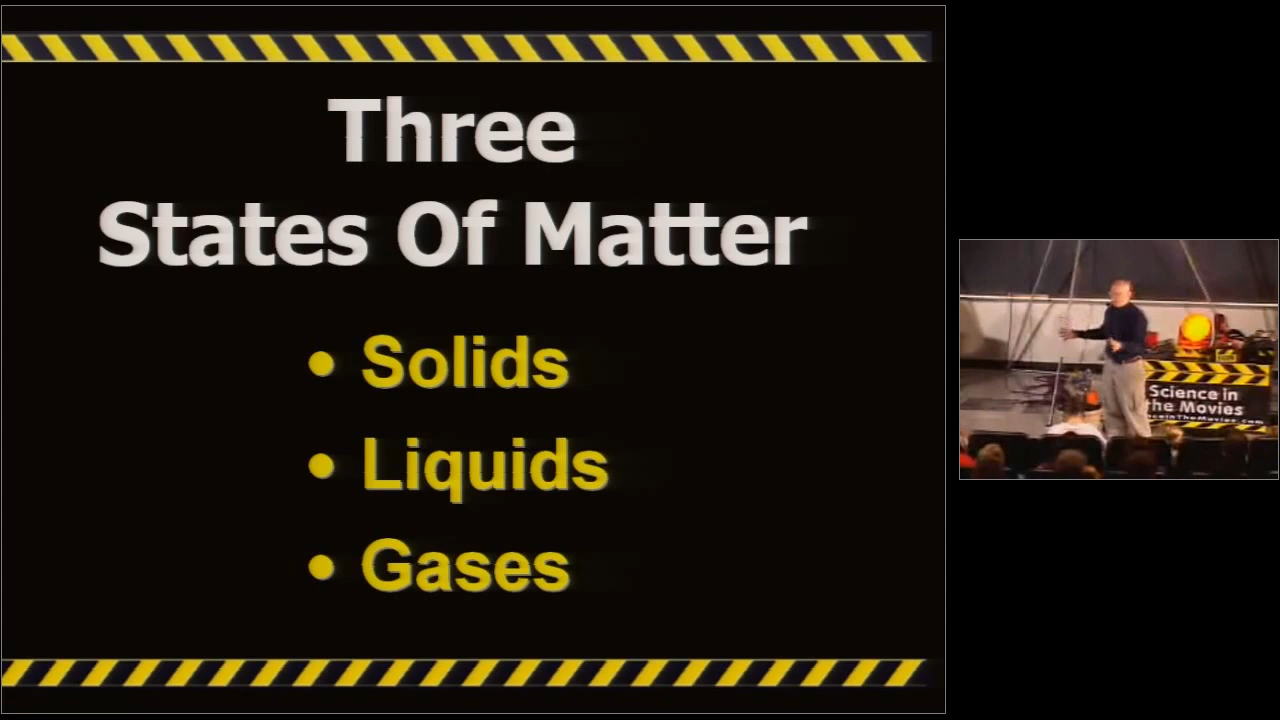 Three
States Of Matter
• Solids
• Liquids
• Gases
Science in
the Movies